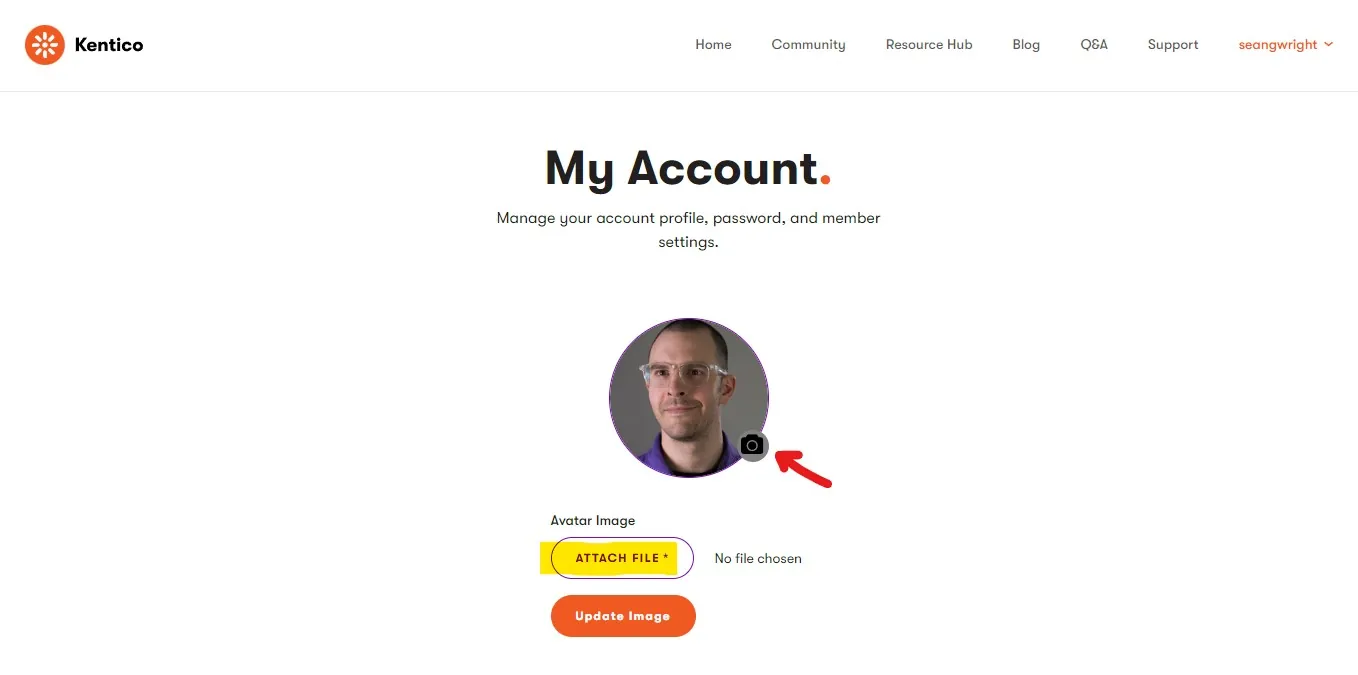 Kentico
Home Community Resource Hub Blog Q&A Support seangwright
My Account.
Manage your account profile, password, and member
settings.
Avatar Image
ATTACH FILE * No file chosen
Update Image